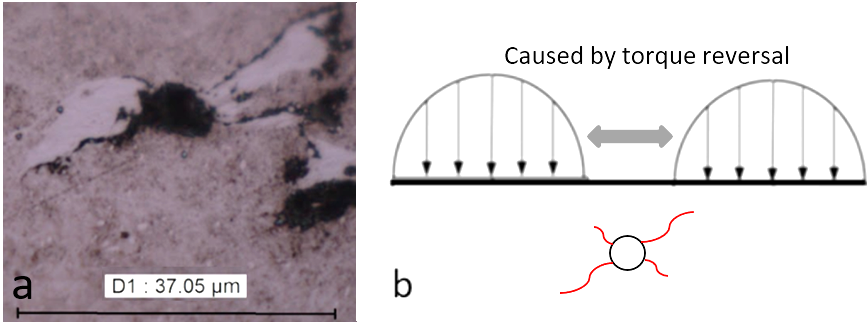 Caused by torque reversal
a
D1 : 37.05 µm
b